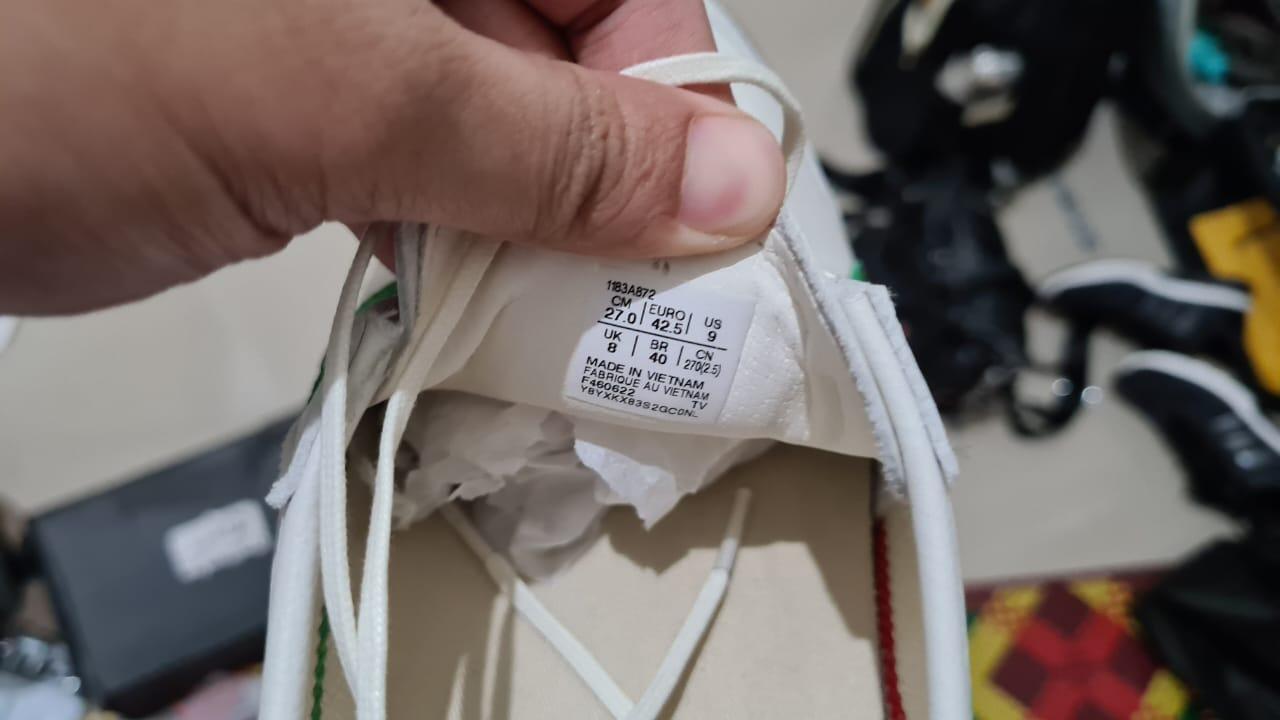 1183A872
CM EURO US
27.0 42.5 9
UK BR CN
8 40 270(2.5)
MADE IN VIETNAM
FABRIQUE AU VIETNAM
F460622 TV
YBYXKX83S2GC0NL